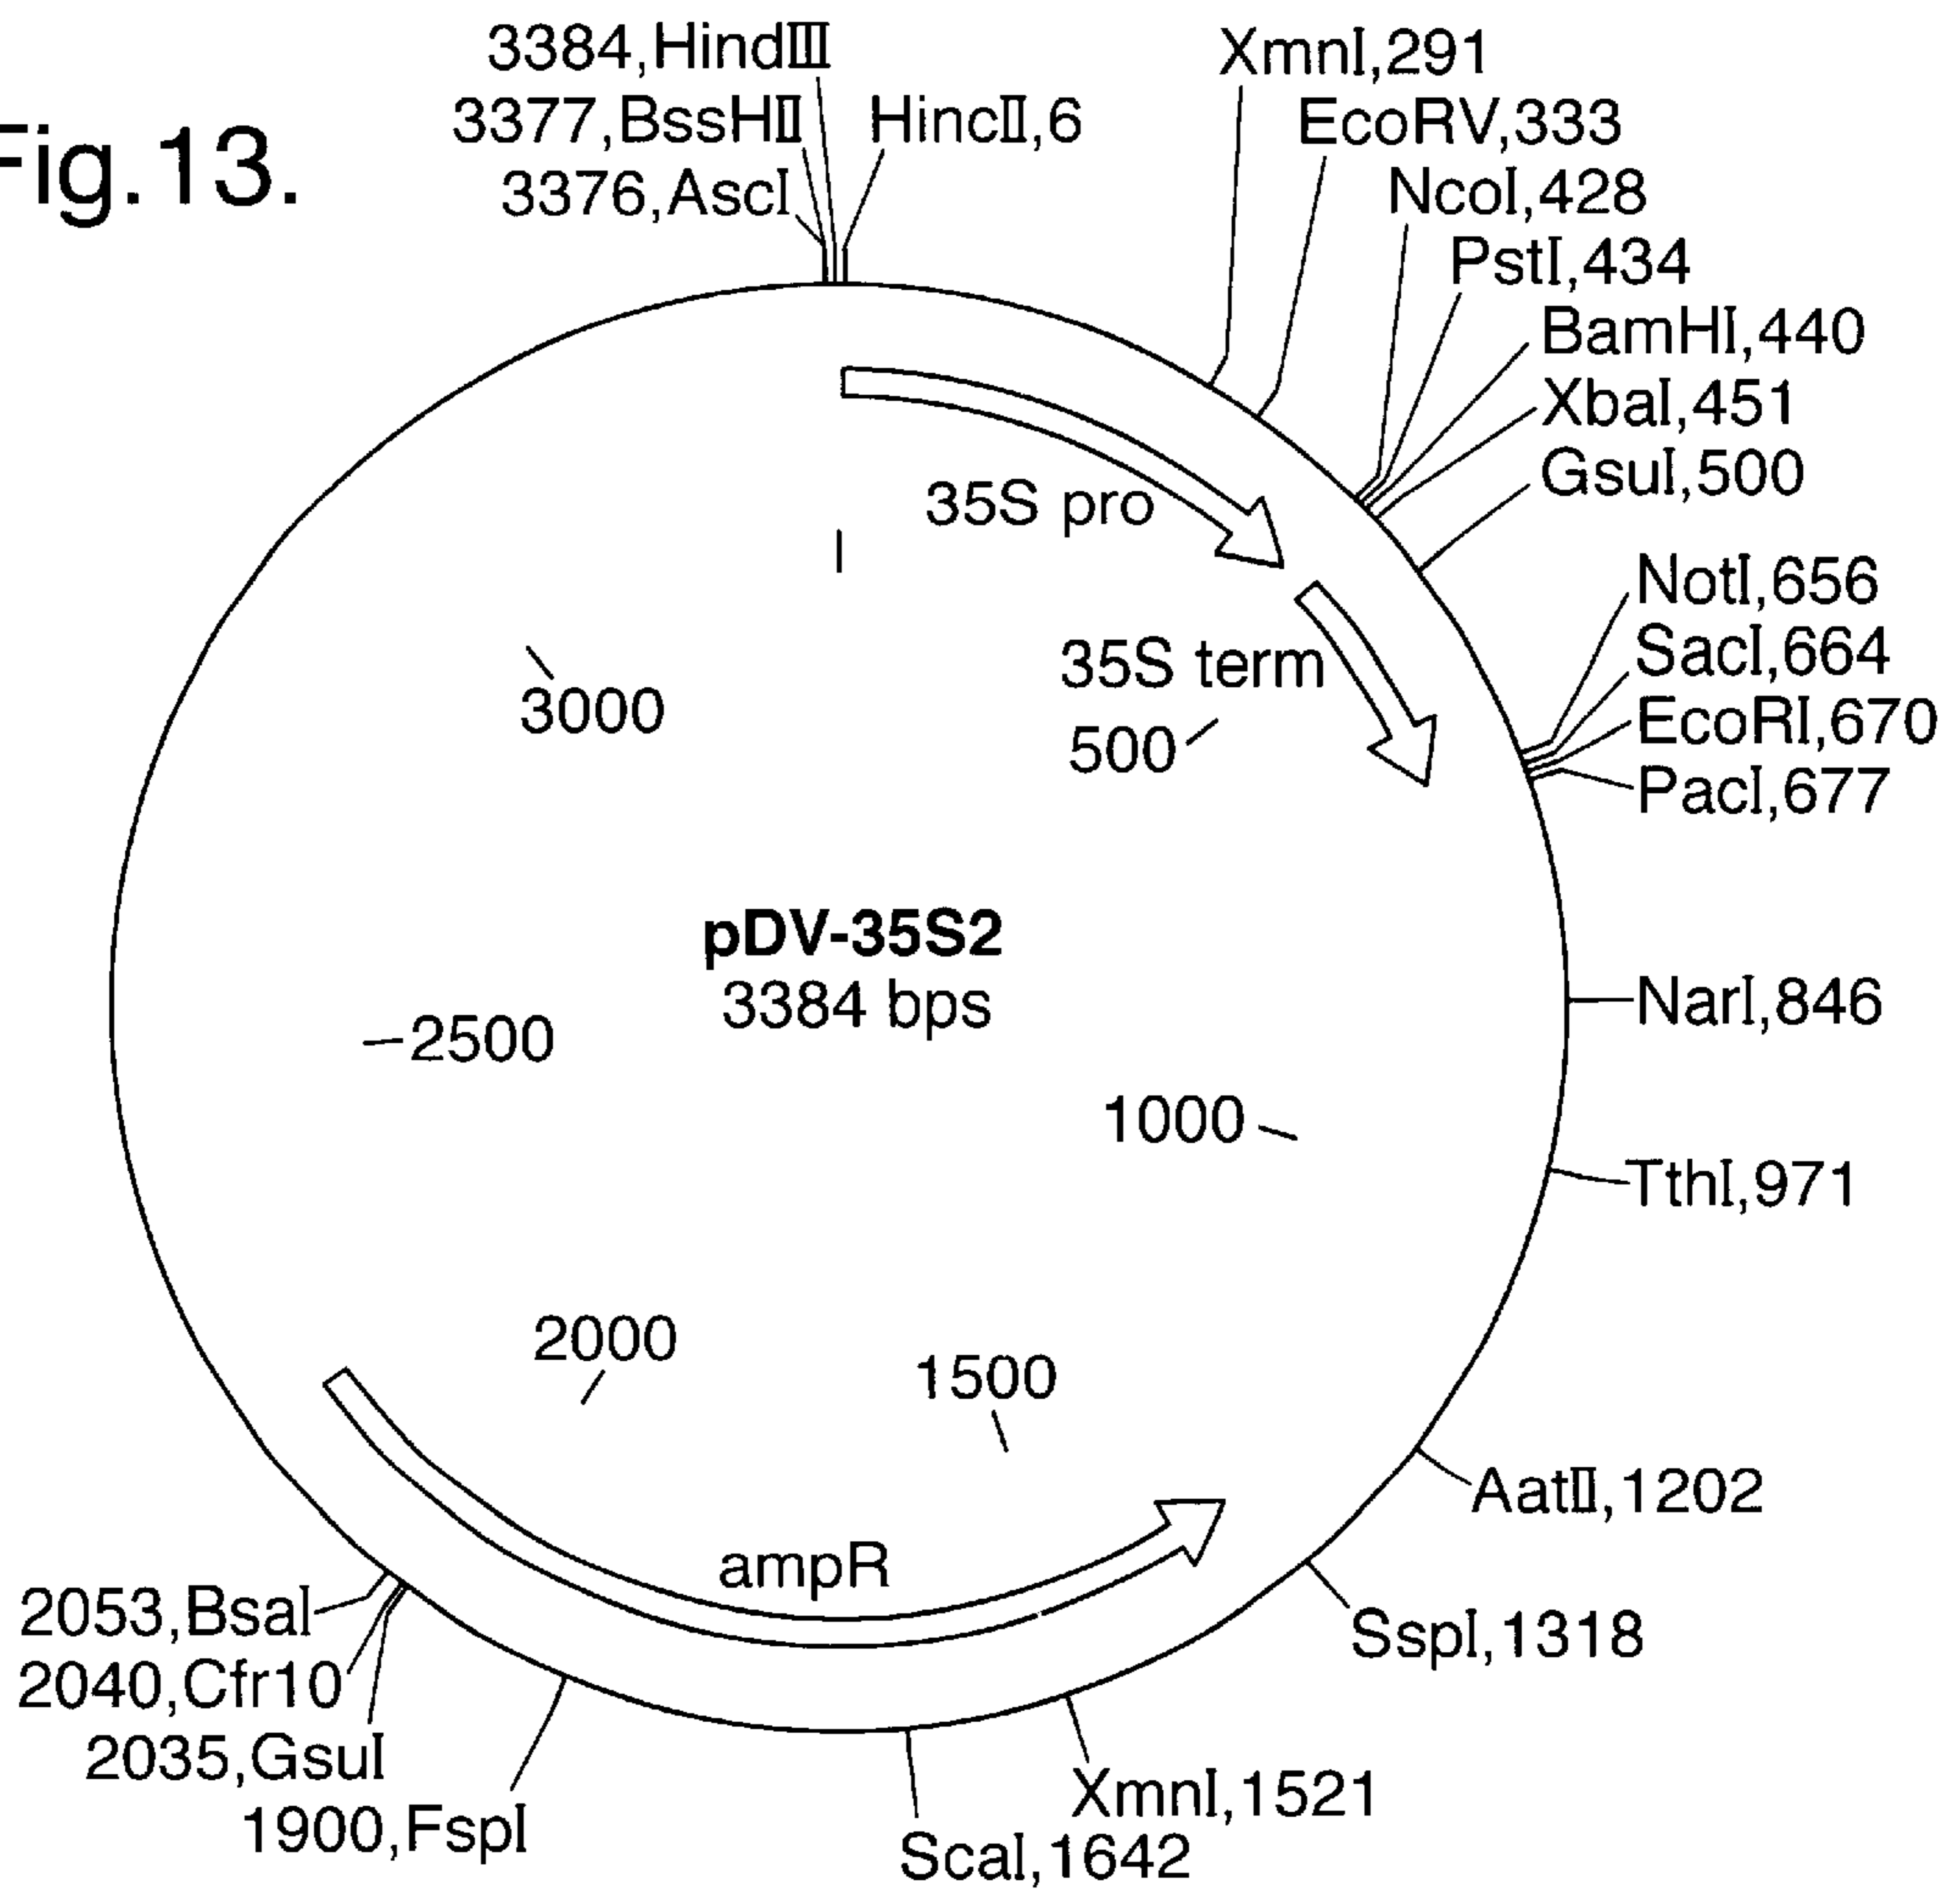 Fig.13.
3384,HindIII
3377,BssHII
3376,AscI
HincII,6
XmnI,291
EcoRV,333
NcoI,428
PstI,434
BamHI,440
XbaI,451
GsuI,500
NotI,656
SacI,664
EcoRI,670
PacI,677
NarI,846
TthI,971
AatII,1202
SspI,1318
XmnI,1521
ScaI,1642
1900,FspI
2035,GsuI
2040,Cfr10
2053,BsaI
35S pro
35S term
500
3000
pDV-35S2
3384 bps
2500
1000
2000
1500
ampR